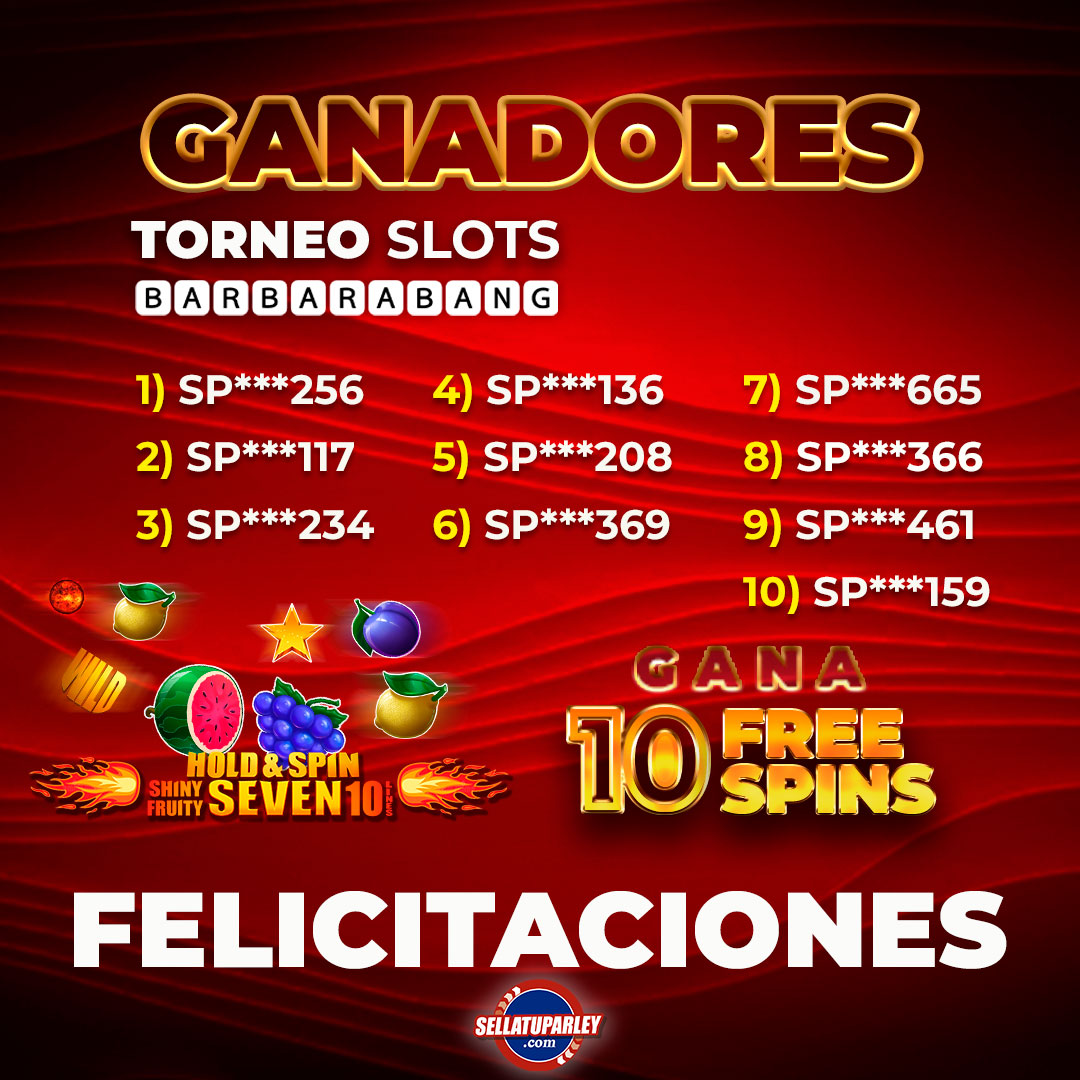 GANADORES
TORNEO SLOTS
BARBARABANG
1) SP***256
2) SP***117
3) SP***234
4) SP***136
5) SP***208
6) SP***369
7) SP***665
8) SP***366
9) SP***461
10) SP***159
WILD
HOLD & SPIN
SHINY FRUITY SEVEN 10 LINES
GANA
10 FREE SPINS
FELICITACIONES
SELLATUPARLEY
.com